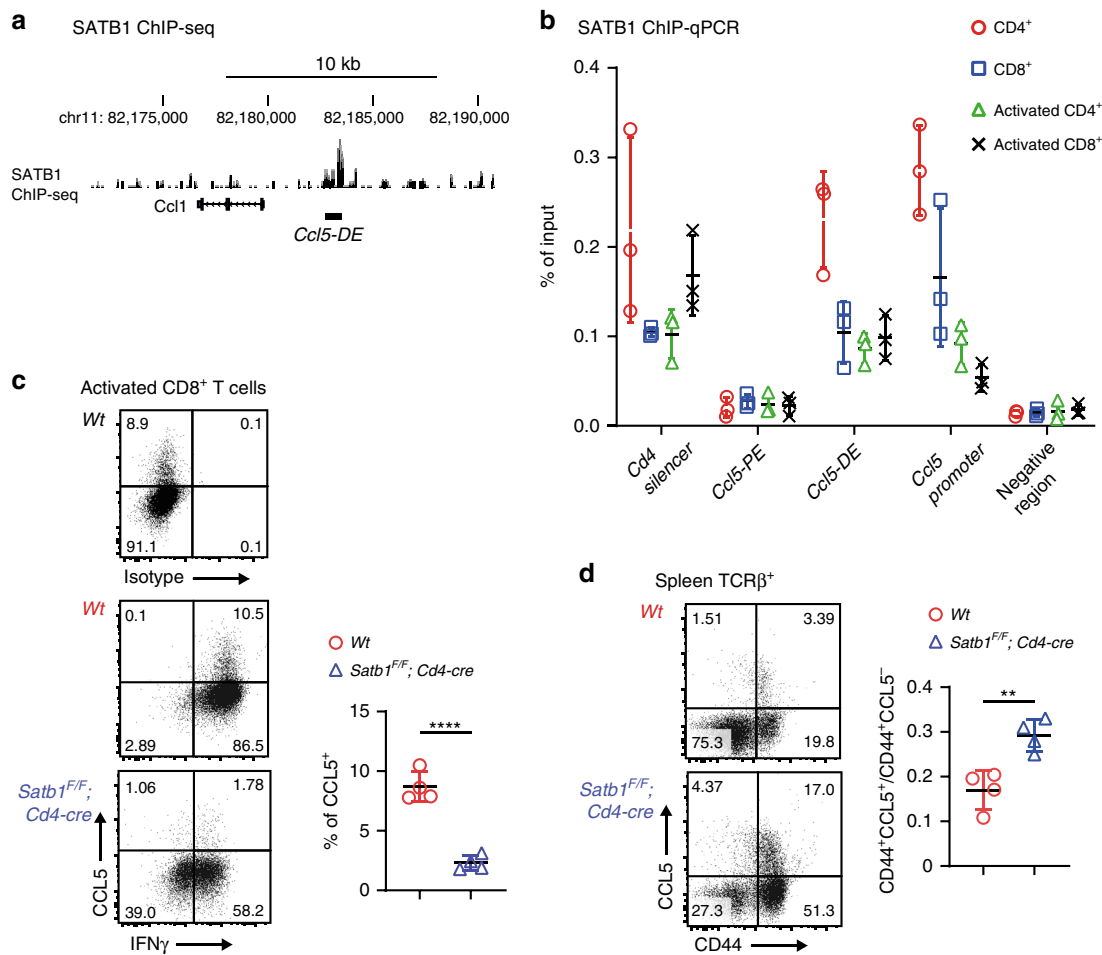 a
SATB1 ChIP-seq
10 kb
chr11: 82,175,000 82,180,000 82,185,000 82,190,000
SATB1
ChIP-seq
Ccl1
Ccl5-DE
b
SATB1 ChIP-qPCR
CD4+
CD8+
Activated CD4+
Activated CD8+
% of input
0.4
0.3
0.2
0.1
0.0
Cd4
silencer
Ccl5-PE
Ccl5-DE
Ccl5
promoter
Negative
region
c
Activated CD8+ T cells
Wt
8.9 0.1
91.1 0.1
Isotype
Wt
0.1 10.5
2.89 86.5
Satb1F/F;
Cd4-cre
1.06 1.78
39.0 58.2
CCL5
IFNγ
Wt
Satb1F/F; Cd4-cre
% of CCL5+
15
10
5
0
****
d
Spleen TCRβ+
Wt
1.51 3.39
75.3 19.8
Satb1F/F;
Cd4-cre
4.37 17.0
27.3 51.3
CCL5
CD44
Wt
Satb1F/F; Cd4-cre
CD44+CCL5+/CD44+CCL5−
0.4
0.3
0.2
0.1
0
**